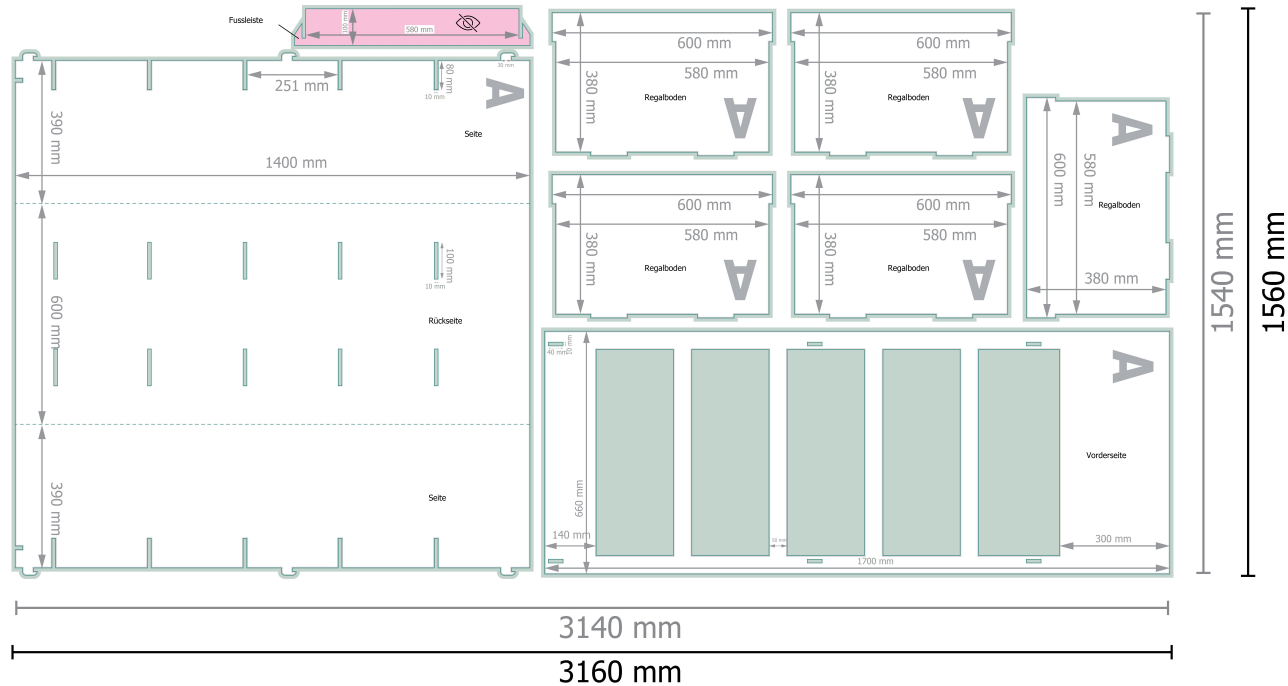 Fussleiste
100 mm
580 mm
30 mm
251 mm
80 mm
10 mm
A
390 mm
Seite
1400 mm
100 mm
10 mm
600 mm
Rückseite
390 mm
Seite
600 mm
580 mm
380 mm
Regalboden
A
600 mm
580 mm
380 mm
Regalboden
A
600 mm
580 mm
380 mm
Regalboden
A
600 mm
580 mm
380 mm
Regalboden
A
A
600 mm
580 mm
Regalboden
380 mm
40 mm
10 mm
A
660 mm
Vorderseite
140 mm
50 mm
300 mm
1700 mm
1540 mm
1560 mm
3140 mm
3160 mm